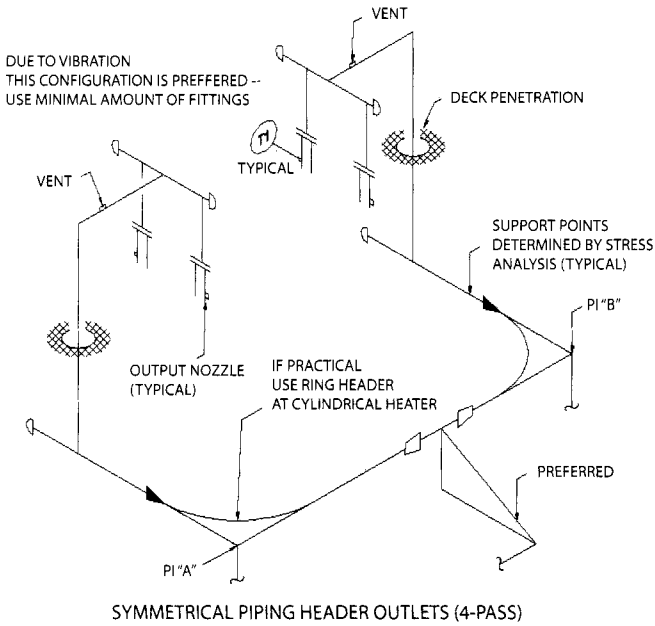 VENT
DUE TO VIBRATION
THIS CONFIGURATION IS PREFFERED --
USE MINIMAL AMOUNT OF FITTINGS
DECK PENETRATION
TI
TYPICAL
VENT
SUPPORT POINTS
DETERMINED BY STRESS
ANALYSIS (TYPICAL)
PI "B"
OUTPUT NOZZLE
(TYPICAL)
IF PRACTICAL
USE RING HEADER
AT CYLINDRICAL HEATER
PREFERRED
PI "A"
SYMMETRICAL PIPING HEADER OUTLETS (4-PASS)